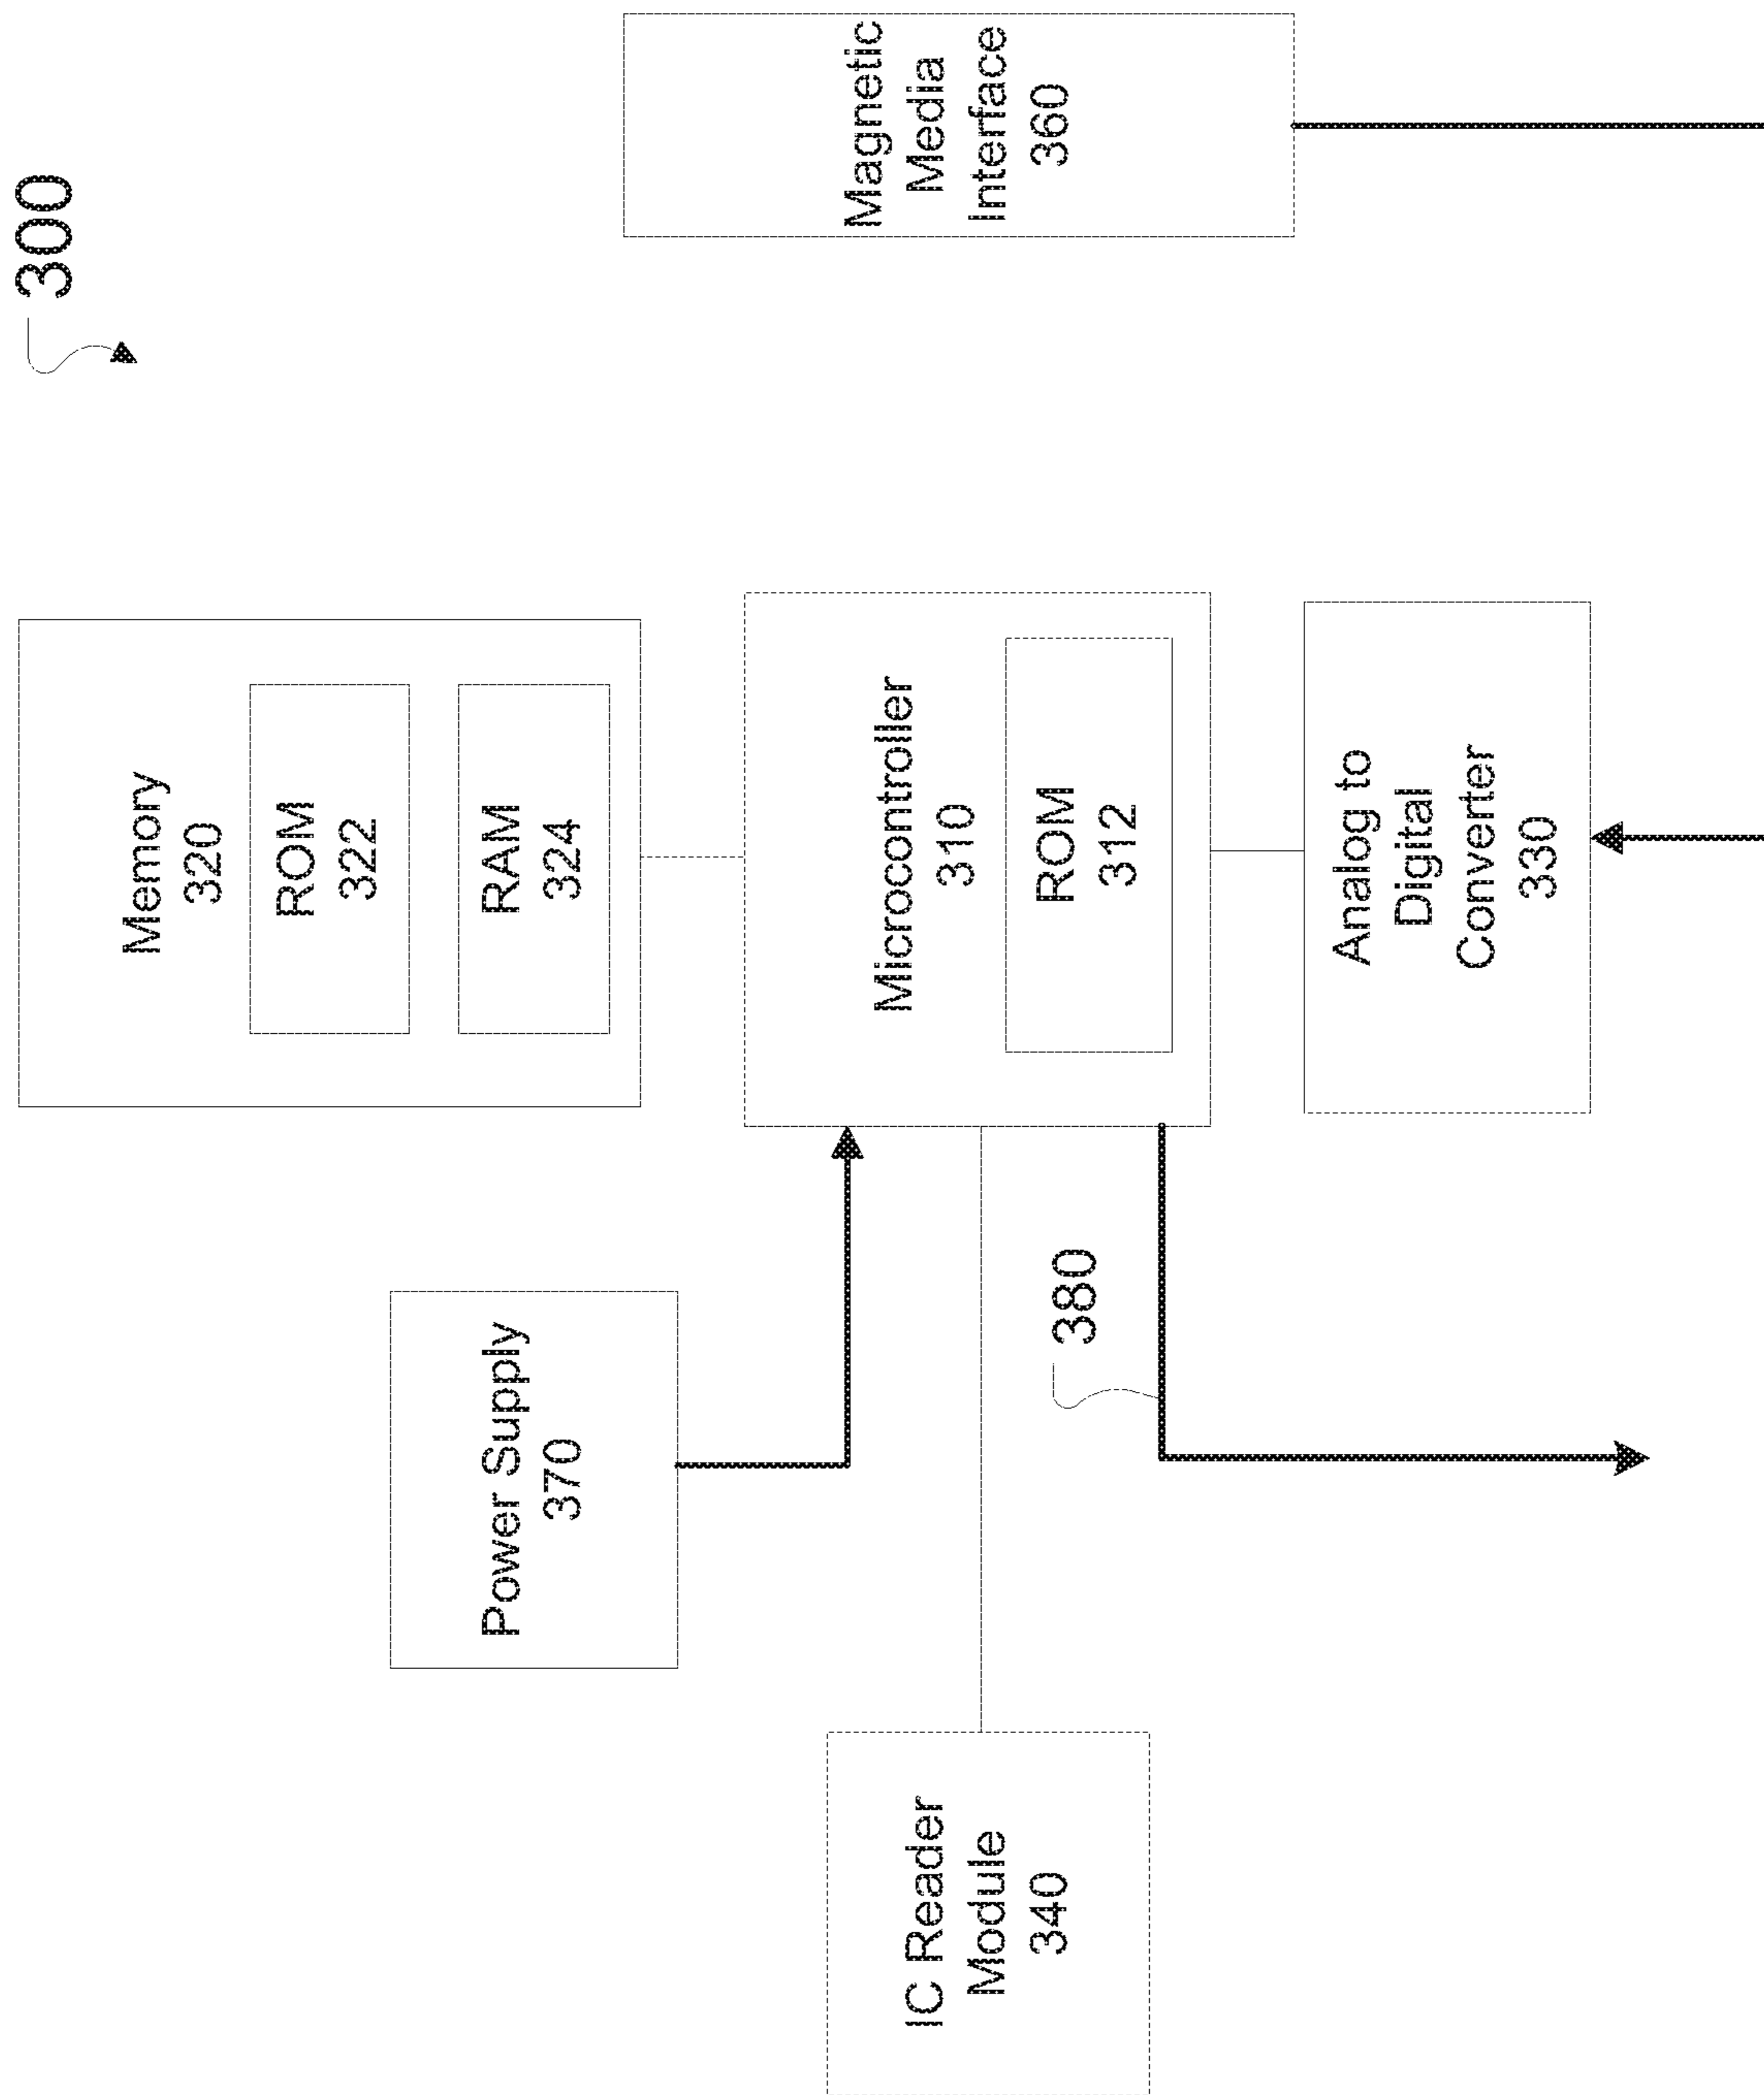 300
Memory
320
ROM
322
RAM
324
Power Supply
370
IC Reader
Module
340
Microcontroller
310
ROM
312
Magnetic
Media
Interface
360
380
Analog to
Digital
Converter
330